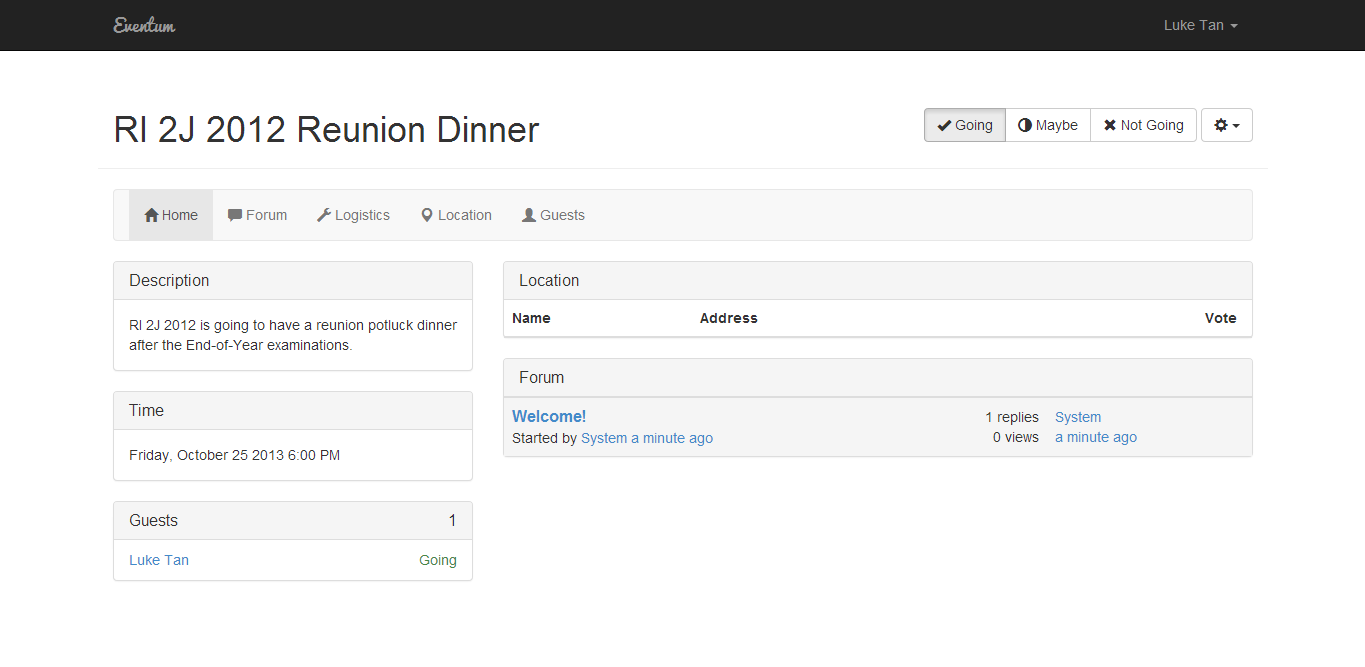 Eventum
Luke Tan
RI 2J 2012 Reunion Dinner
Going
Maybe
Not Going
Home
Forum
Logistics
Location
Guests
Description
RI 2J 2012 is going to have a reunion potluck dinner
after the End-of-Year examinations.
Time
Friday, October 25 2013 6:00 PM
Guests 1
Luke Tan Going
Location
Name Address Vote
Forum
Welcome!
Started by System a minute ago
1 replies
0 views
System
a minute ago